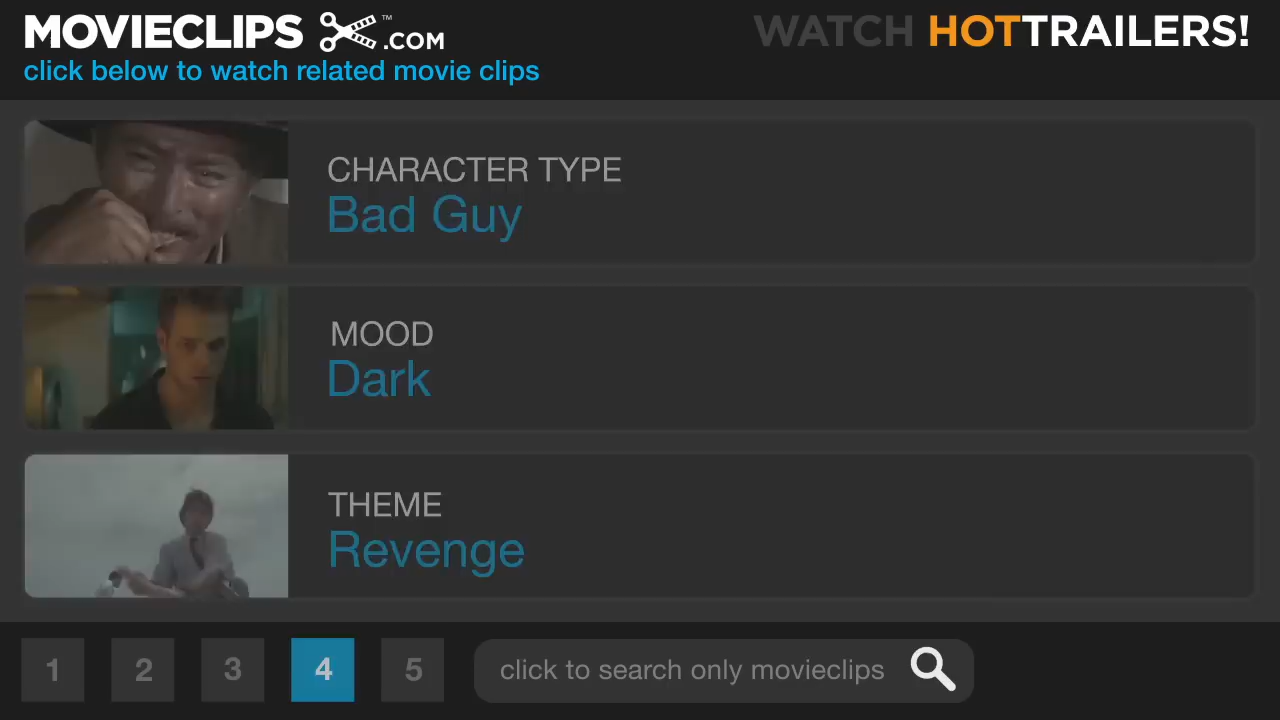 MOVIECLIPS ™ .COM
WATCH HOTTRAILERS!
click below to watch related movie clips
CHARACTER TYPE
Bad Guy
MOOD
Dark
THEME
Revenge
1 2 3 4 5 click to search only movieclips